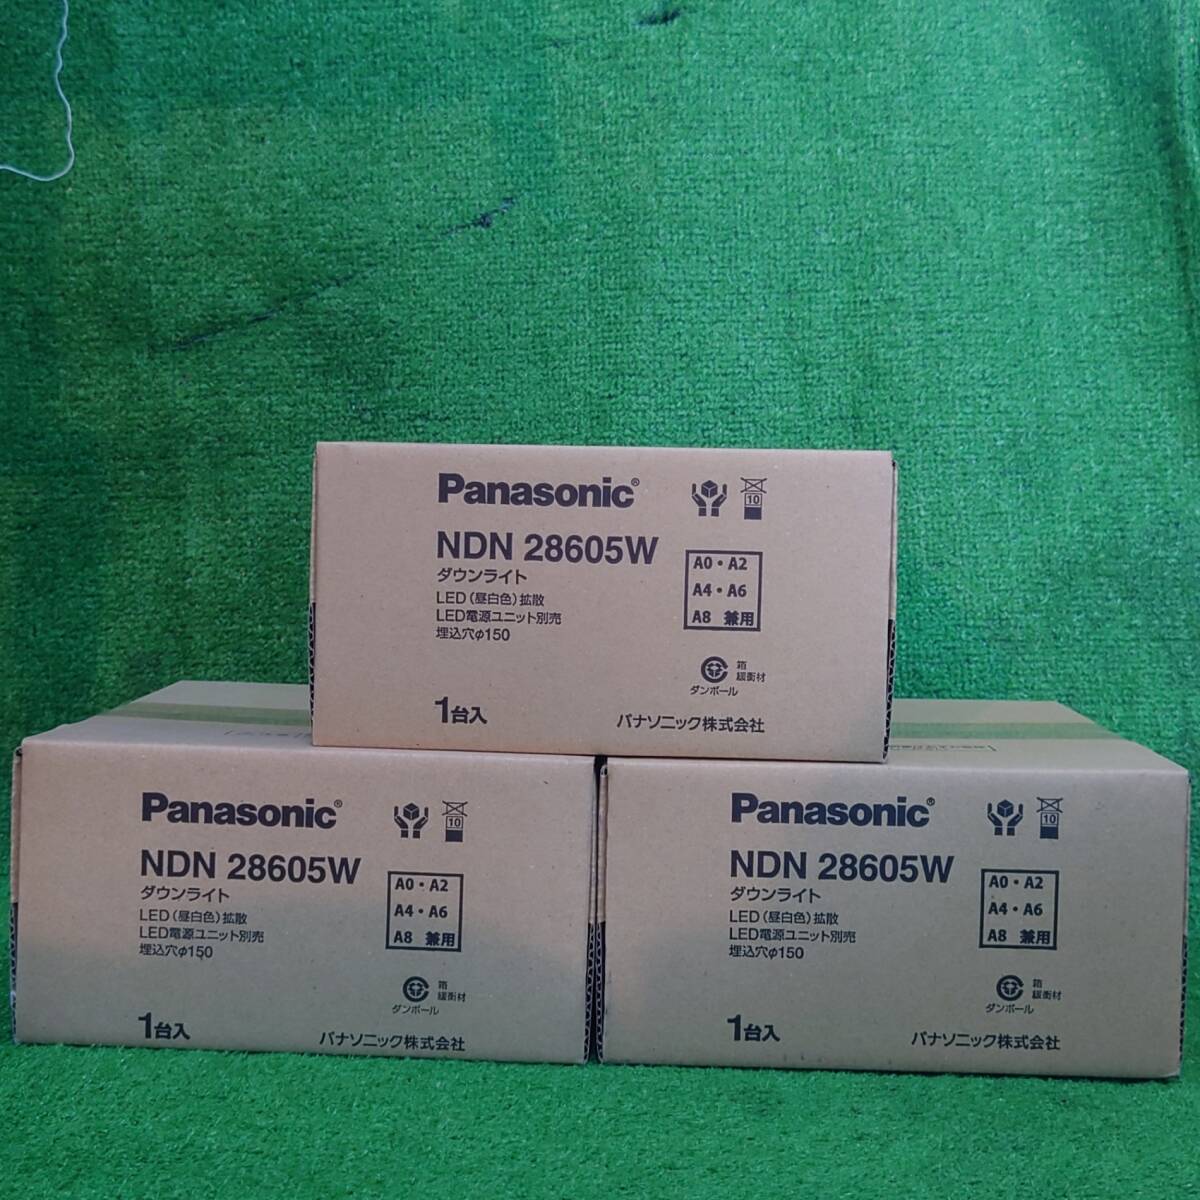 Panasonic®
10
NDN 28605W
ダウンライト
LED(昼白色)拡散
LED電源ユニット別売
埋込穴φ150
A0・A2
A4・A6
A8 兼用
箱
緩衝材
ダンボール
1台入
パナソニック株式会社
Panasonic®
10
NDN 28605W
ダウンライト
LED(昼白色)拡散
LED電源ユニット別売
埋込穴φ150
A0・A2
A4・A6
A8 兼用
箱
緩衝材
ダンボール
1台入
パナソニック株式会社
Panasonic®
10
NDN 28605W
ダウンライト
LED(昼白色)拡散
LED電源ユニット別売
埋込穴φ150
A0・A2
A4・A6
A8 兼用
箱
緩衝材
ダンボール
1台入
パナソニック株式会社